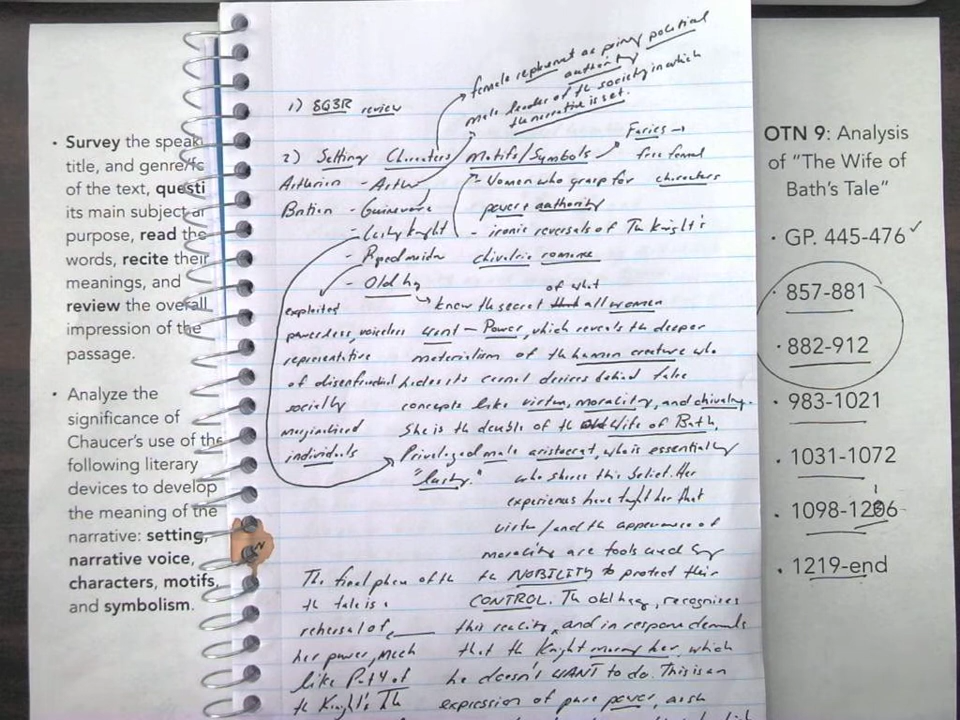 • Survey the speak
title, and genre/fo
of the text, questi
its main subject ar
purpose, read the
words, recite their
meanings, and
review the overall
impression of the
passage.
• Analyze the
significance of
Chaucer's use of the
following literary
devices to develop
the meaning of the
narrative: setting,
narrative voice,
characters, motifs,
and symbolism.
female as primary political
authority
male leader of the society in which
the narrative is set.
1) SQ3R review
2) Setting Characters Motifs/Symbols
Faries →
free female
characters
Arthurian
Britian
- Arthur
- Guinevere
- Lusty Knight
- Raped maiden
- Old hag
- Women who grasp for
power + authority
- ironic reversals of The Knight's
chivalric romance
knew the secret that of what all women
want - Power, which reveals the deeper
materialism of the human creature who
hides its carnal desires behind false
concepts like virtue, morality, and chivalry.
She is the double of the old Wife of Bath,
who shares this belief. Her
experiences have taught her that
virtue/and the appearance of
morality are tools used by
the NOBILITY to protect their
CONTROL. The old hag, recognizes
this reality, and in response demands
that the Knight marry her, which
he doesn't WANT to do. This is an
expression of pure power, as
exploited
powerless, voiceless
representative
of disenfranchised
socially
marginalized
individuals
Privileged male aristocrat, who is essentially
"lusty."
The final phase of the
the tale is a
rehersal of
her power, much
like Part 4 of
the Knight's. The
OTN 9: Analysis
of "The Wife of
Bath's Tale"
• GP. 445-476 ✓
• 857-881
• 882-912
• 983-1021
• 1031-1072
• 1098-1206
• 1219-end